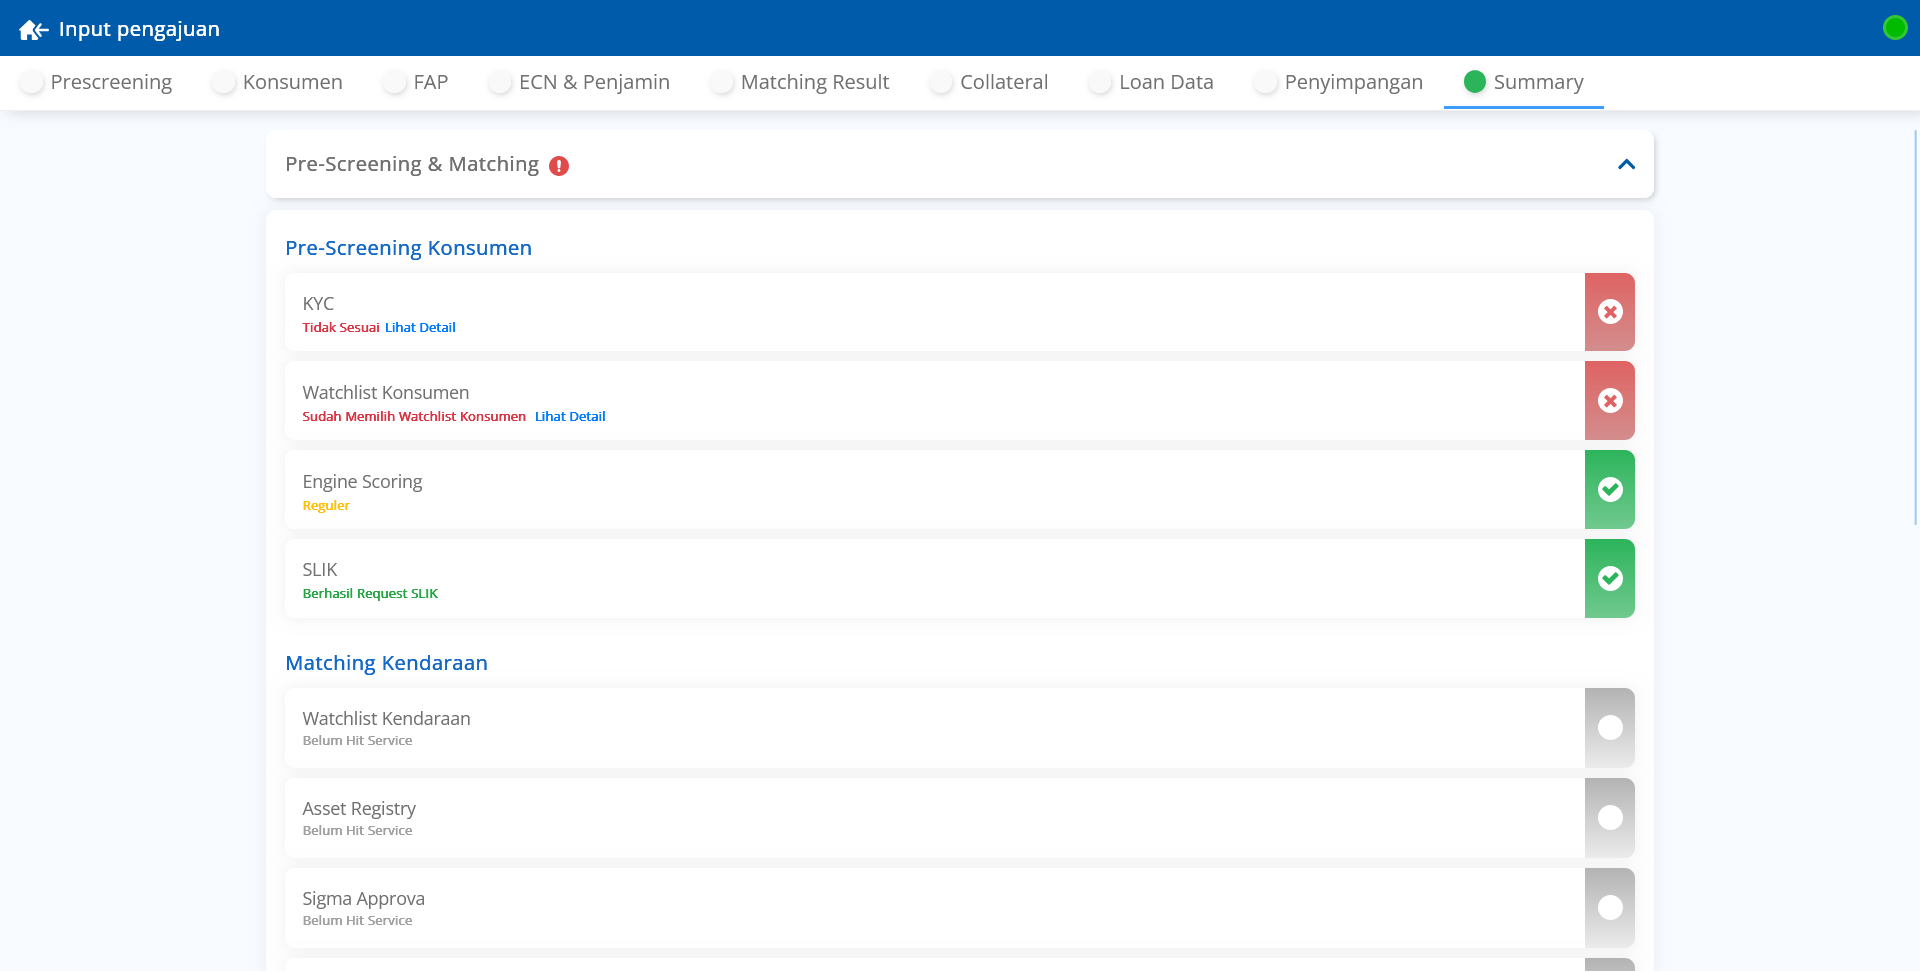 Input pengajuan
Prescreening Konsumen FAP ECN & Penjamin Matching Result Collateral Loan Data Penyimpangan Summary
Pre-Screening & Matching
Pre-Screening Konsumen
KYC
Tidak Sesuai Lihat Detail
Watchlist Konsumen
Sudah Memilih Watchlist Konsumen Lihat Detail
Engine Scoring
Reguler
SLIK
Berhasil Request SLIK
Matching Kendaraan
Watchlist Kendaraan
Belum Hit Service
Asset Registry
Belum Hit Service
Sigma Approva
Belum Hit Service